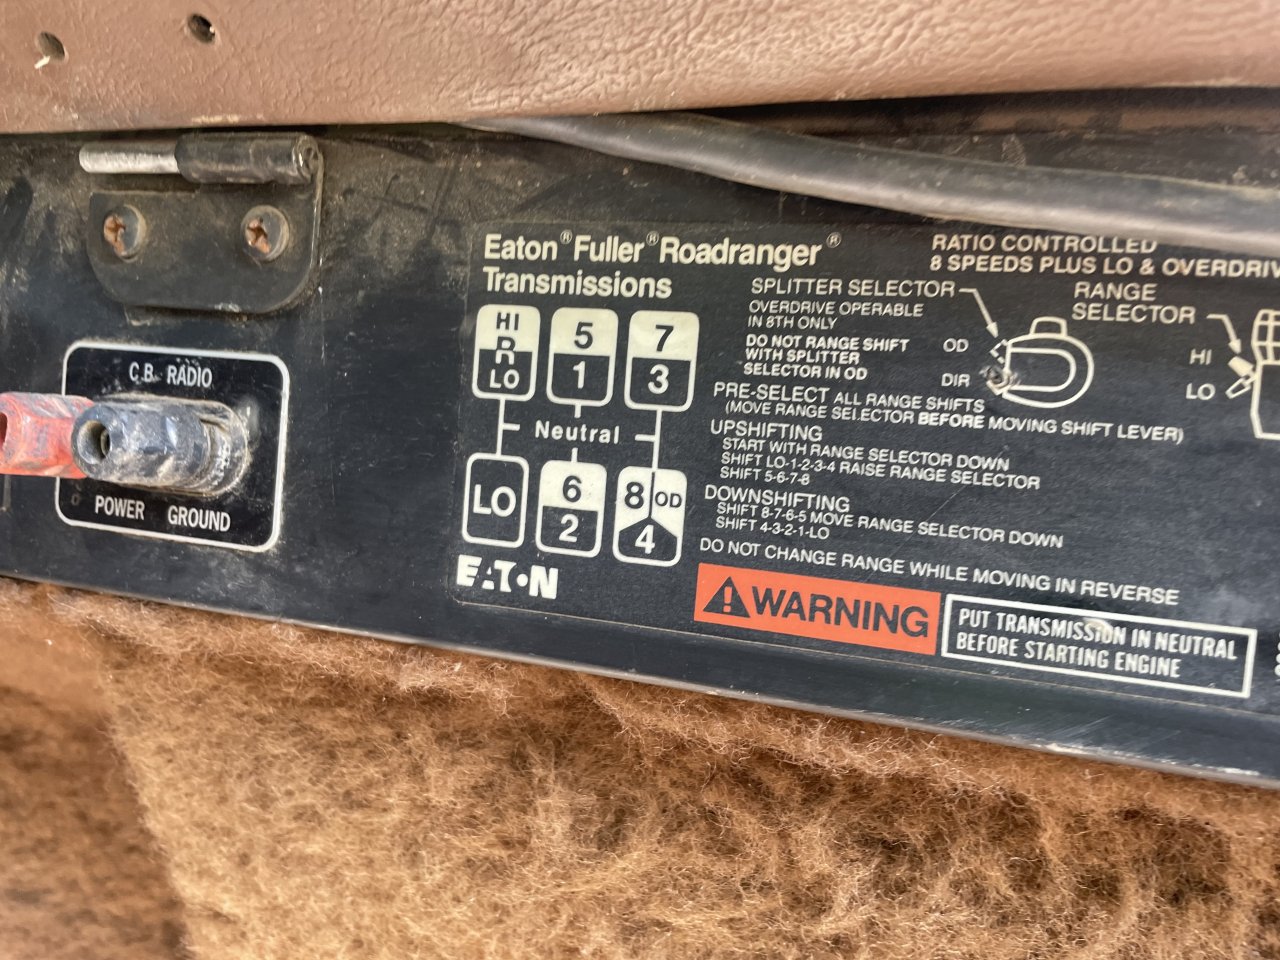 Eaton® Fuller® Roadranger®
Transmissions
RATIO CONTROLLED
8 SPEEDS PLUS LO & OVERDRIV
HI
R
LO
5
1
7
3
Neutral
LO
6
2
8 OD
4
EATON
SPLITTER SELECTOR
OVERDRIVE OPERABLE
IN 8TH ONLY
DO NOT RANGE SHIFT
WITH SPLITTER
SELECTOR IN OD
OD
DIR
RANGE
SELECTOR
HI
LO
PRE-SELECT ALL RANGE SHIFTS
(MOVE RANGE SELECTOR BEFORE MOVING SHIFT LEVER)
UPSHIFTING
START WITH RANGE SELECTOR DOWN
SHIFT LO-1-2-3-4 RAISE RANGE SELECTOR
SHIFT 5-6-7-8
DOWNSHIFTING
SHIFT 8-7-6-5 MOVE RANGE SELECTOR DOWN
SHIFT 4-3-2-1-LO
DO NOT CHANGE RANGE WHILE MOVING IN REVERSE
WARNING
PUT TRANSMISSION IN NEUTRAL
BEFORE STARTING ENGINE
C.B. RADIO
POWER GROUND